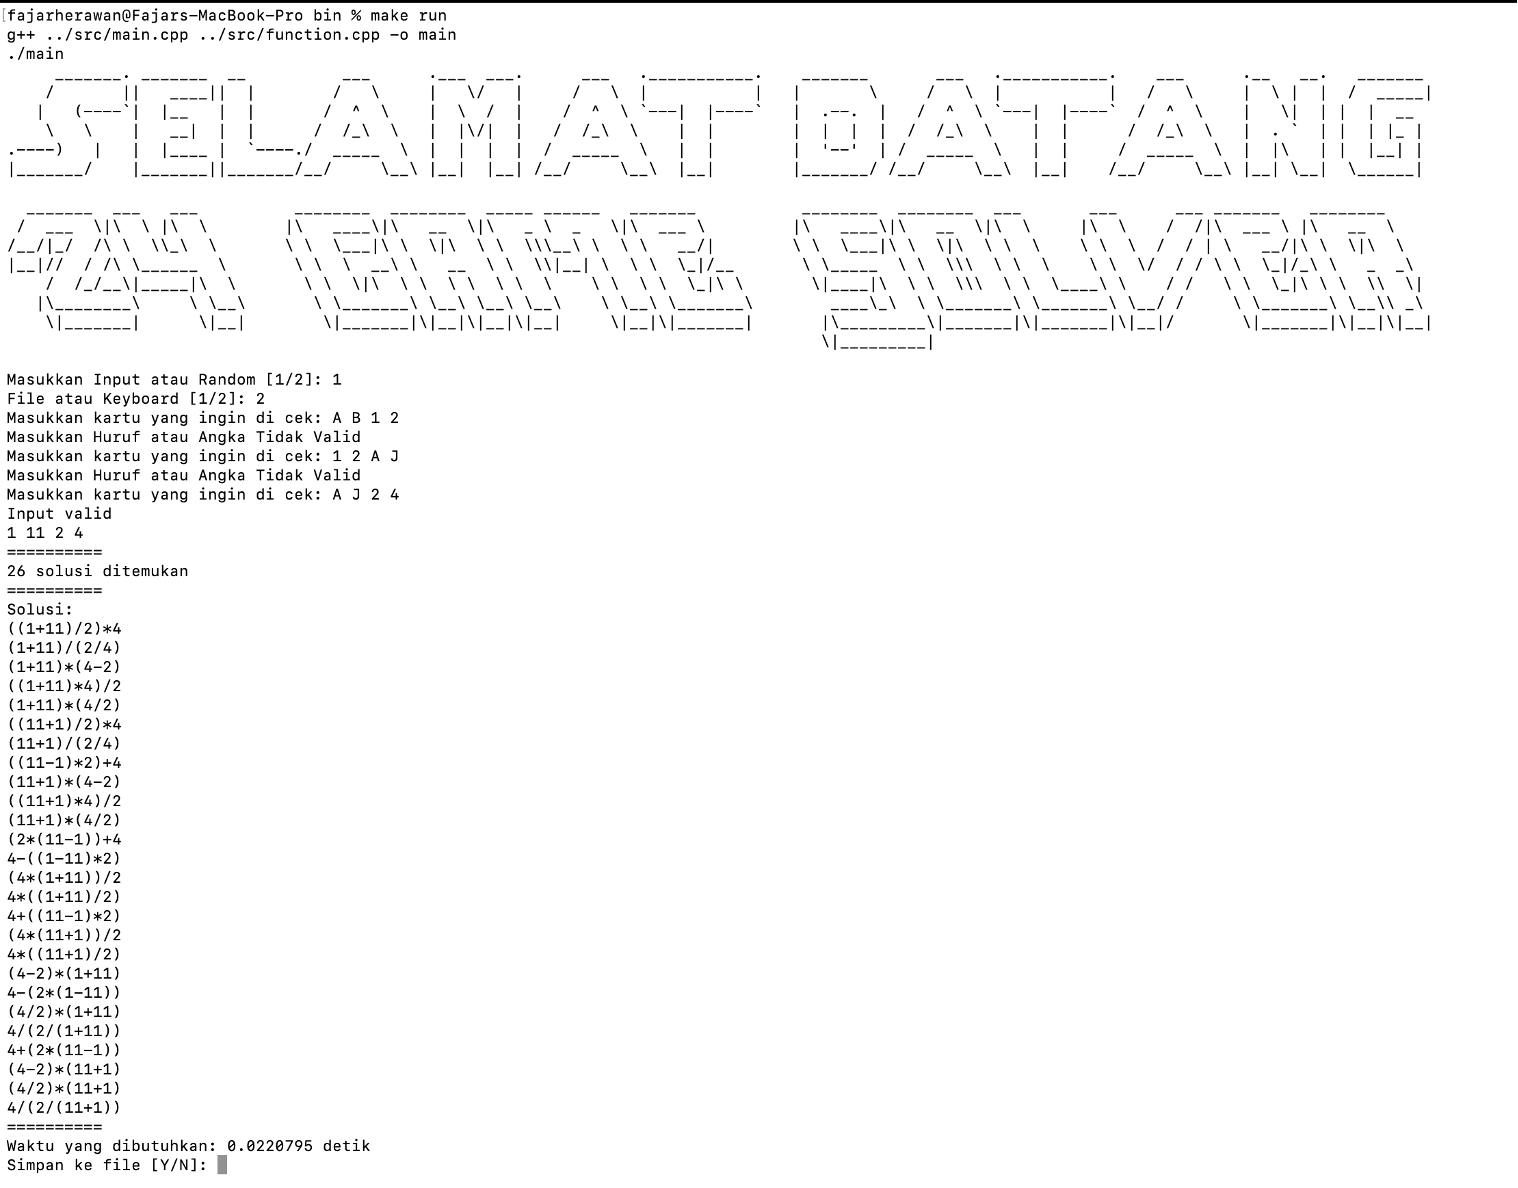 fajarherawan@Fajars-MacBook-Pro bin % make run
g++ ../src/main.cpp ../src/function.cpp -o main
./main
SELAMAT DATANG
24 GAME SOLVER
Masukkan Input atau Random [1/2]: 1
File atau Keyboard [1/2]: 2
Masukkan kartu yang ingin di cek: A B 1 2
Masukkan Huruf atau Angka Tidak Valid
Masukkan kartu yang ingin di cek: 1 2 A J
Masukkan Huruf atau Angka Tidak Valid
Masukkan kartu yang ingin di cek: A J 2 4
Input valid
1 11 2 4
==========
26 solusi ditemukan
==========
Solusi:
((1+11)/2)*4
(1+11)/(2/4)
(1+11)*(4-2)
((1+11)*4)/2
(1+11)*(4/2)
((11+1)/2)*4
(11+1)/(2/4)
((11-1)*2)+4
(11+1)*(4-2)
((11+1)*4)/2
(11+1)*(4/2)
(2*(11-1))+4
4-((1-11)*2)
(4*(1+11))/2
4*((1+11)/2)
4+((11-1)*2)
(4*(11+1))/2
4*((11+1)/2)
(4-2)*(1+11)
4-(2*(1-11))
(4/2)*(1+11)
4/(2/(1+11))
4+(2*(11-1))
(4-2)*(11+1)
(4/2)*(11+1)
4/(2/(11+1))
==========
Waktu yang dibutuhkan: 0.0220795 detik
Simpan ke file [Y/N]: